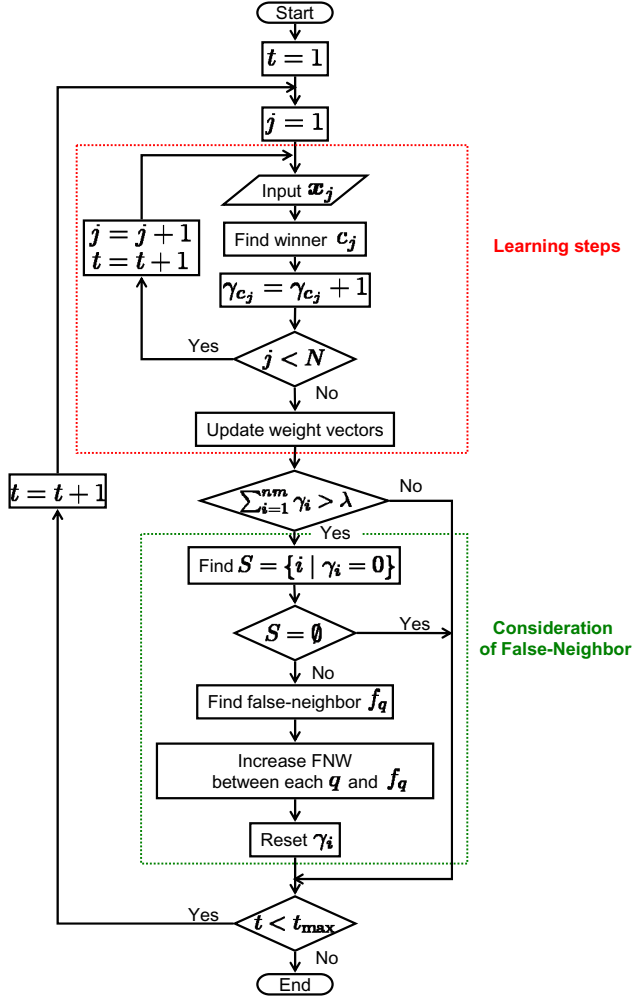 Start
t = 1
j = 1
Input x_j
j = j + 1
t = t + 1
Find winner c_j
Learning steps
γ_{c_j} = γ_{c_j} + 1
Yes
j < N
No
Update weight vectors
t = t + 1
∑_{i=1}^{nm} γ_i > λ
No
Yes
Find S = {i | γ_i = 0}
S = ∅
Yes
Consideration
of False-Neighbor
No
Find false-neighbor f_q
Increase FNW
between each q and f_q
Reset γ_i
Yes
t < t_max
No
End